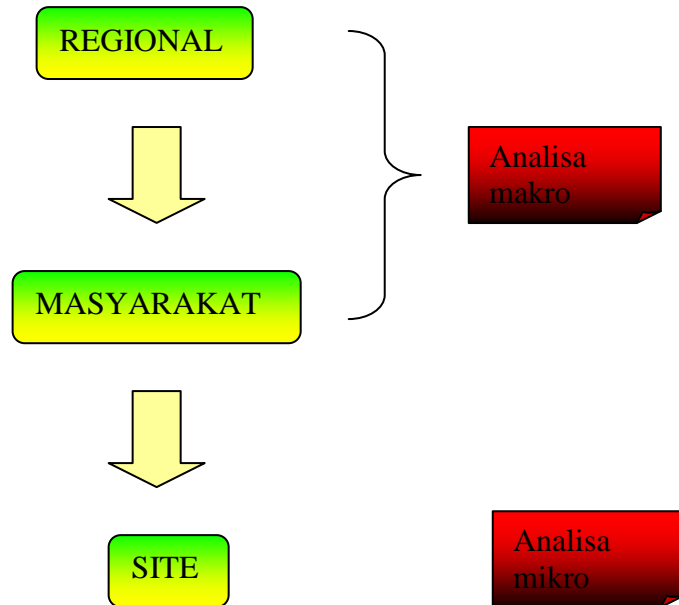 REGIONAL
Analisa
makro
MASYARAKAT
SITE
Analisa
mikro